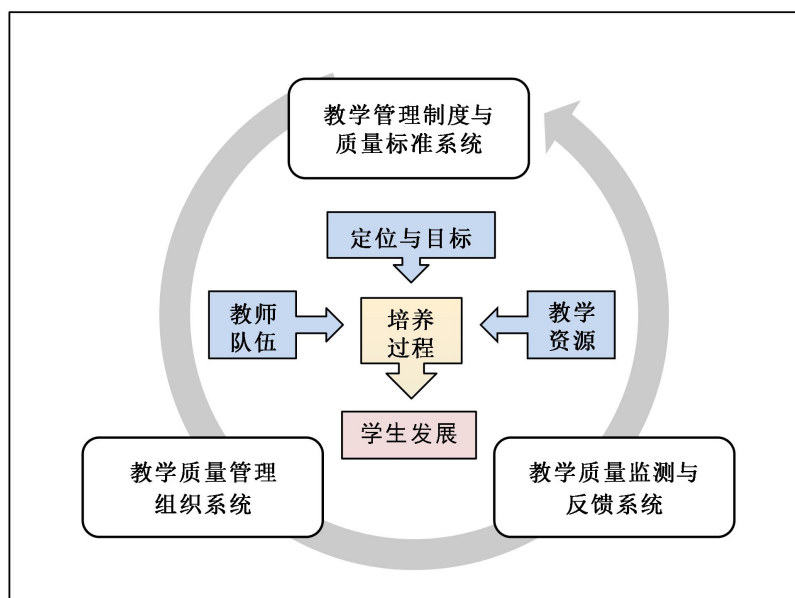 教学管理制度与
质量标准系统
定位与目标
教师
队伍
培养
过程
教学
资源
学生发展
教学质量管理
组织系统
教学质量监测与
反馈系统